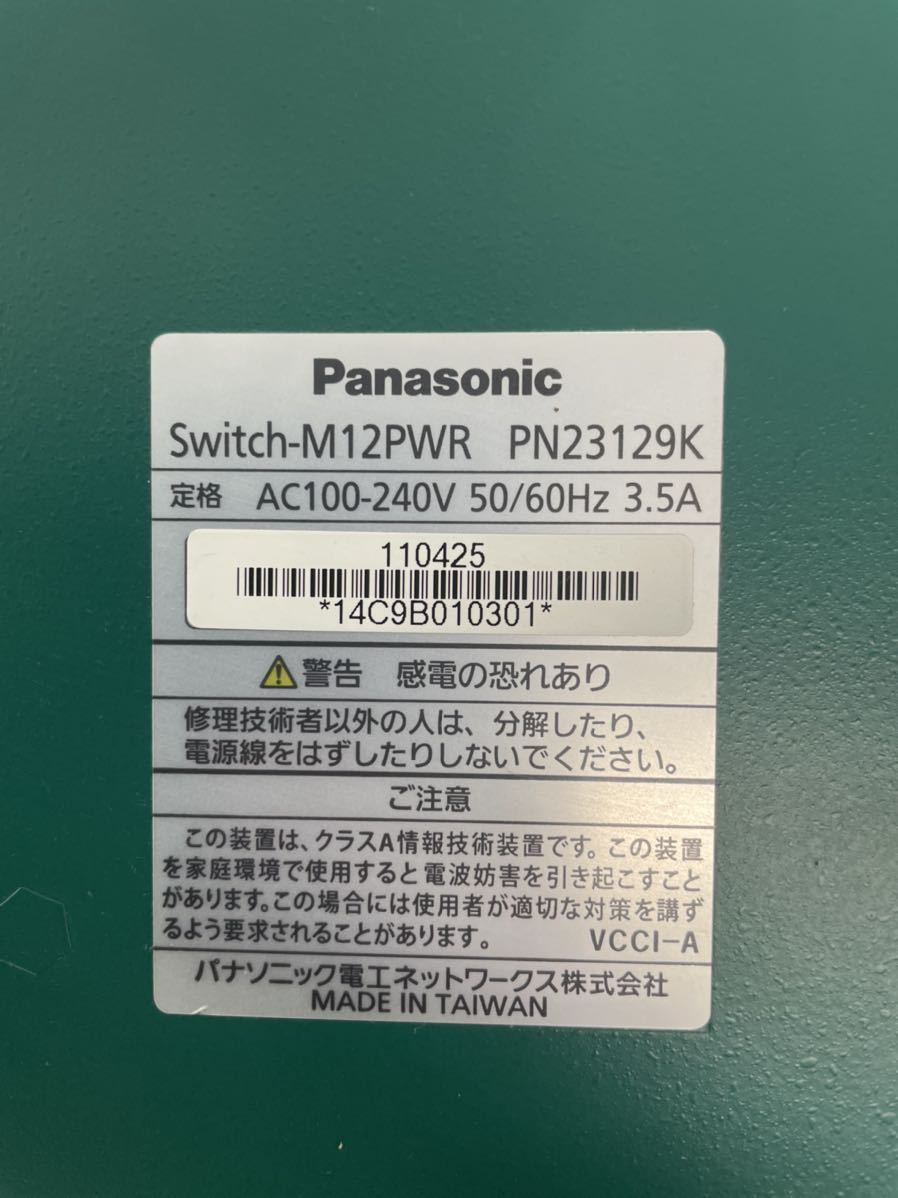 Panasonic
Switch-M12PWR PN23129K
定格 AC100-240V 50/60Hz 3.5A
110425
*14C9B010301*
警告 感電の恐れあり
修理技術者以外の人は、分解したり、
電源線をはずしたりしないでください。
ご注意
この装置は、クラスA情報技術装置です。この装置
を家庭環境で使用すると電波妨害を引き起こすこと
があります。この場合には使用者が適切な対策を講ず
るよう要求されることがあります。 VCCI-A
パナソニック電工ネットワークス株式会社
MADE IN TAIWAN